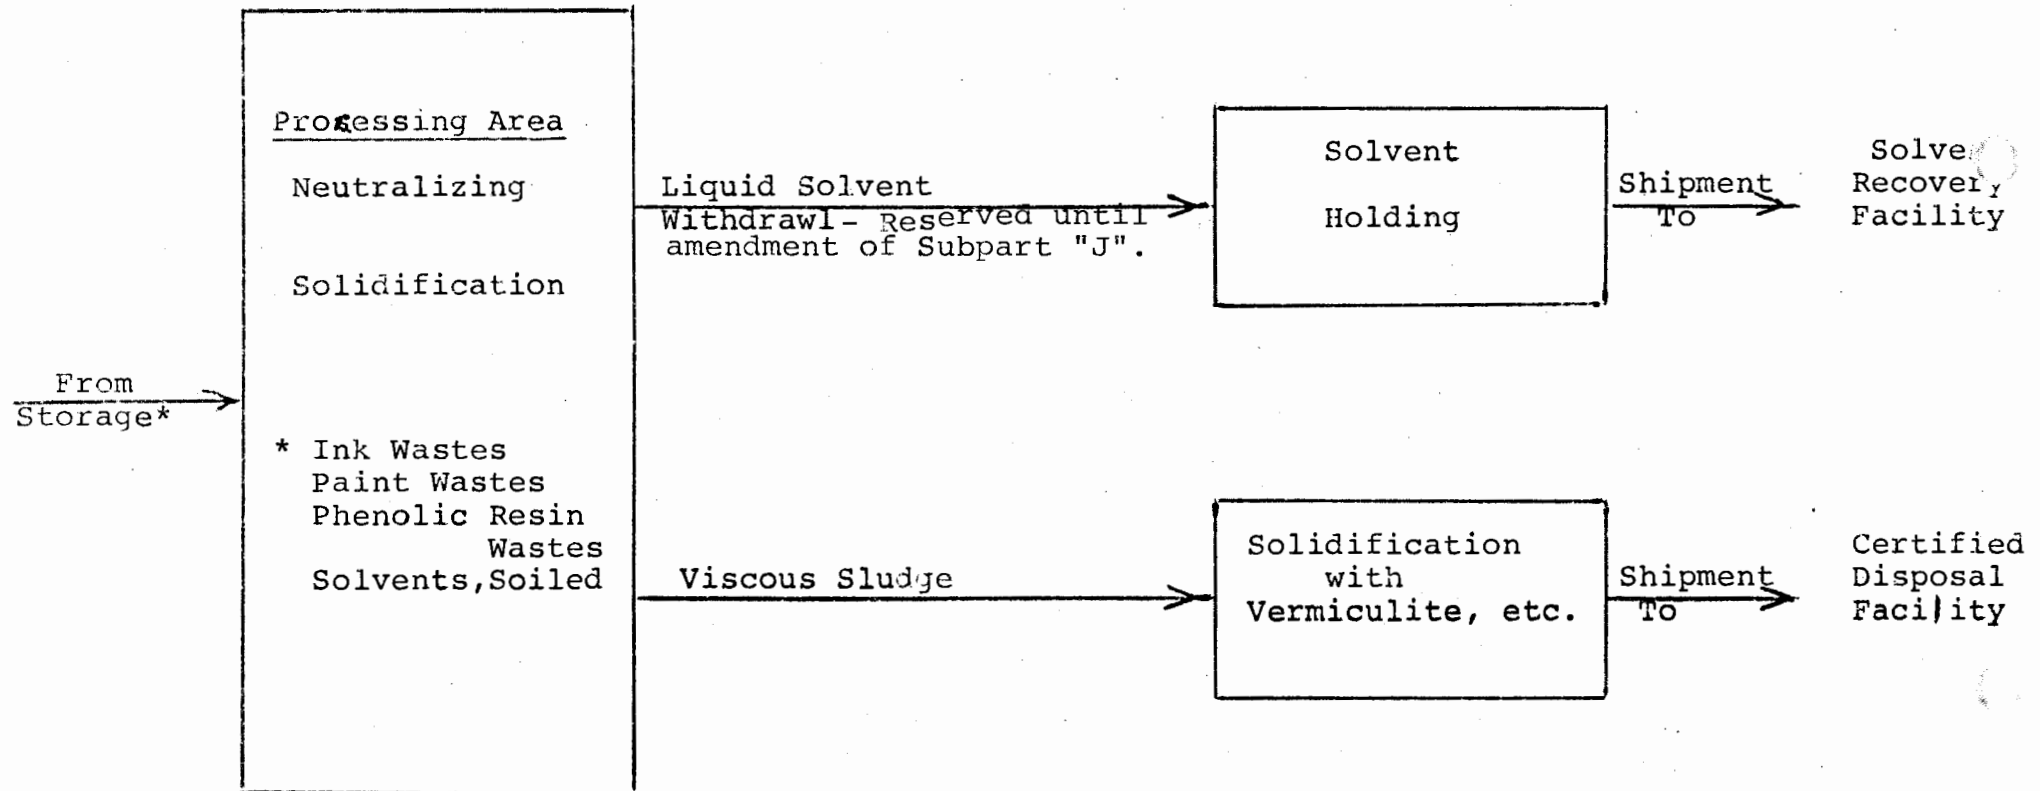 From
Storage*
Processing Area
Neutralizing
Solidification
* Ink Wastes
Paint Wastes
Phenolic Resin
Wastes
Solvents,Soiled
Liquid Solvent
Withdrawl- Reserved until
amendment of Subpart "J".
Solvent
Holding
Shipment
To
Recovery
Facility
Viscous Sludge
Solidification
with
Vermiculite, etc.
Shipment
To
Certified
Disposal
Facility